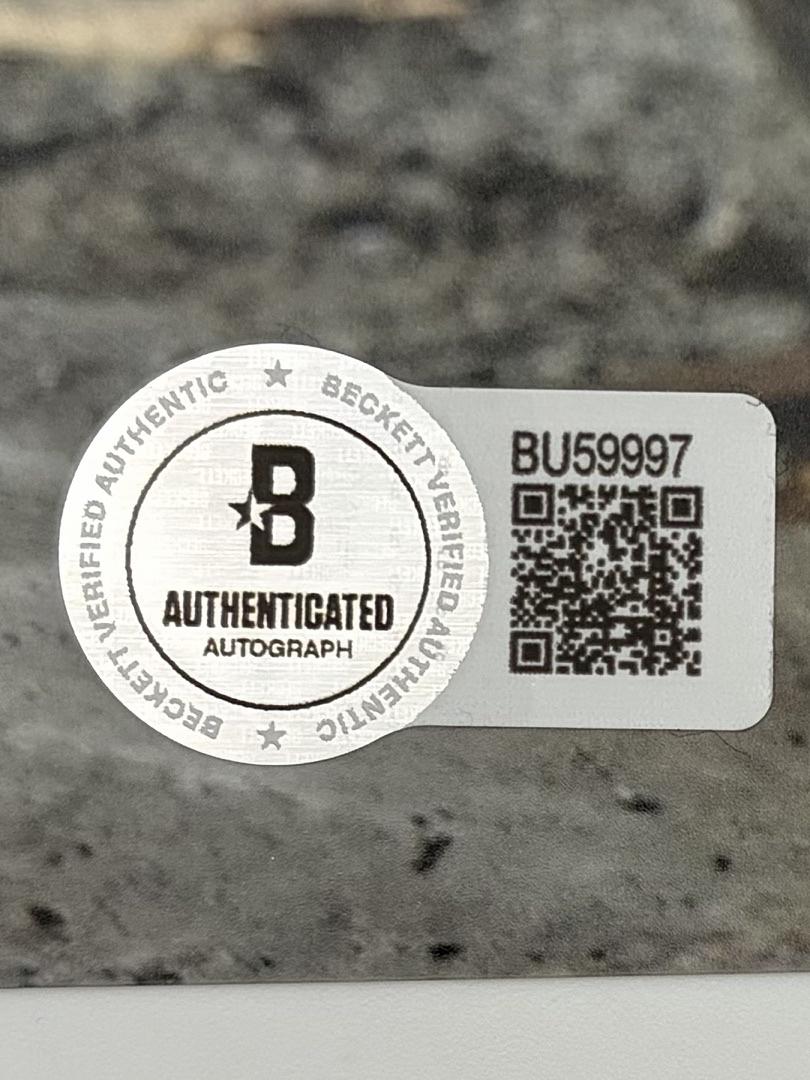 BECKETT VERIFIED AUTHENTIC
BECKETT VERIFIED AUTHENTIC
B
AUTHENTICATED
AUTOGRAPH
BU59997